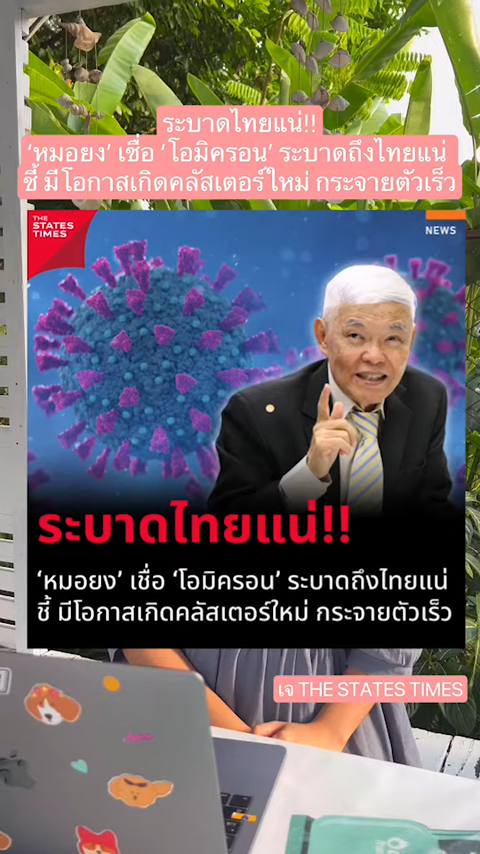 ระบาดไทยแน่!!
‘หมอยง’ เชื่อ ‘โอมิครอน’ ระบาดถึงไทยแน่
ชี้ มีโอกาสเกิดคลัสเตอร์ใหม่ กระจายตัวเร็ว
THE
STATES
TIMES
NEWS
ระบาดไทยแน่!!
‘หมอยง’ เชื่อ ‘โอมิครอน’ ระบาดถึงไทยแน่
ชี้ มีโอกาสเกิดคลัสเตอร์ใหม่ กระจายตัวเร็ว
เจ THE STATES TIMES